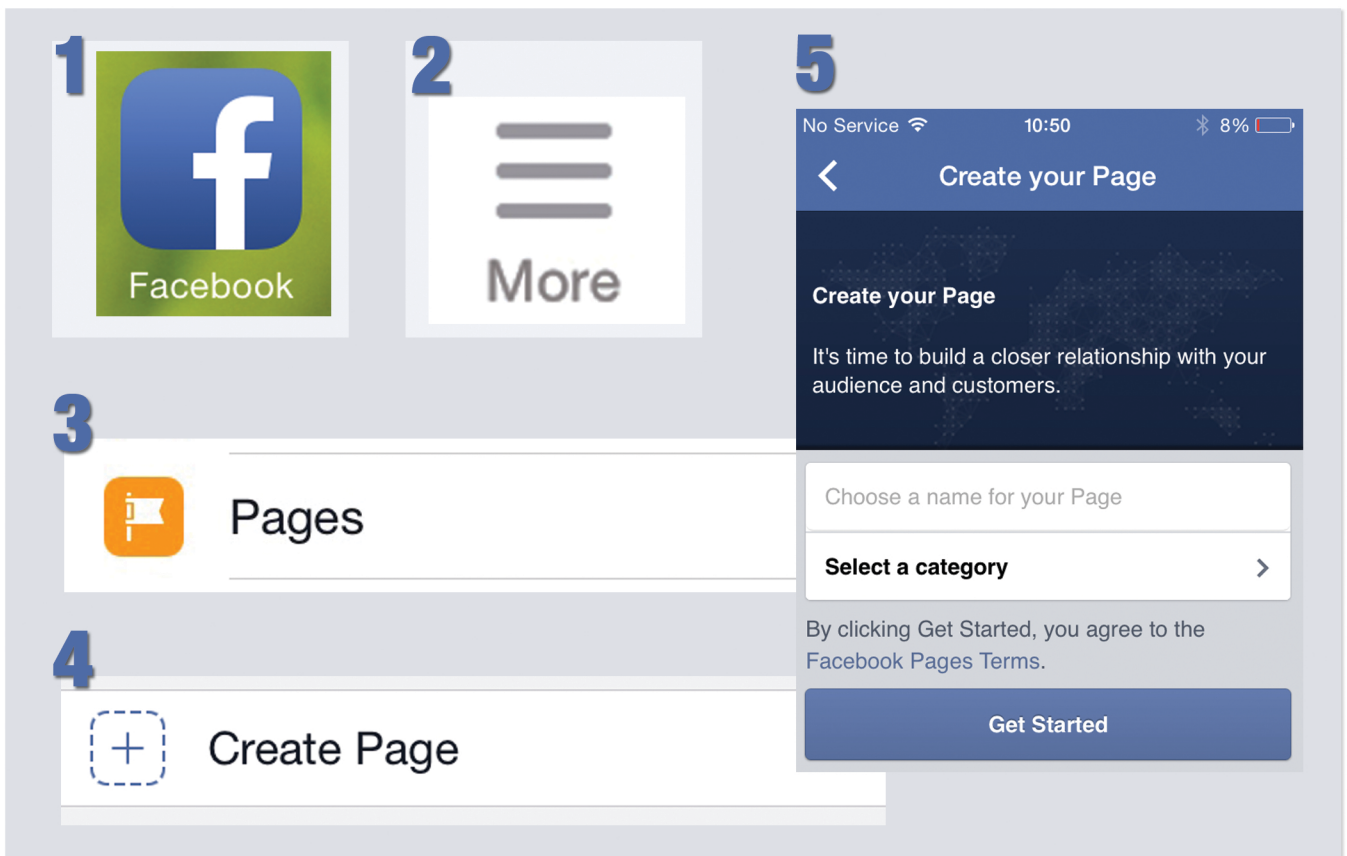 1
Facebook
2
More
3
Pages
4
Create Page
5
No Service 10:50 8%
Create your Page
Create your Page
It's time to build a closer relationship with your
audience and customers.
Choose a name for your Page
Select a category
By clicking Get Started, you agree to the
Facebook Pages Terms.
Get Started